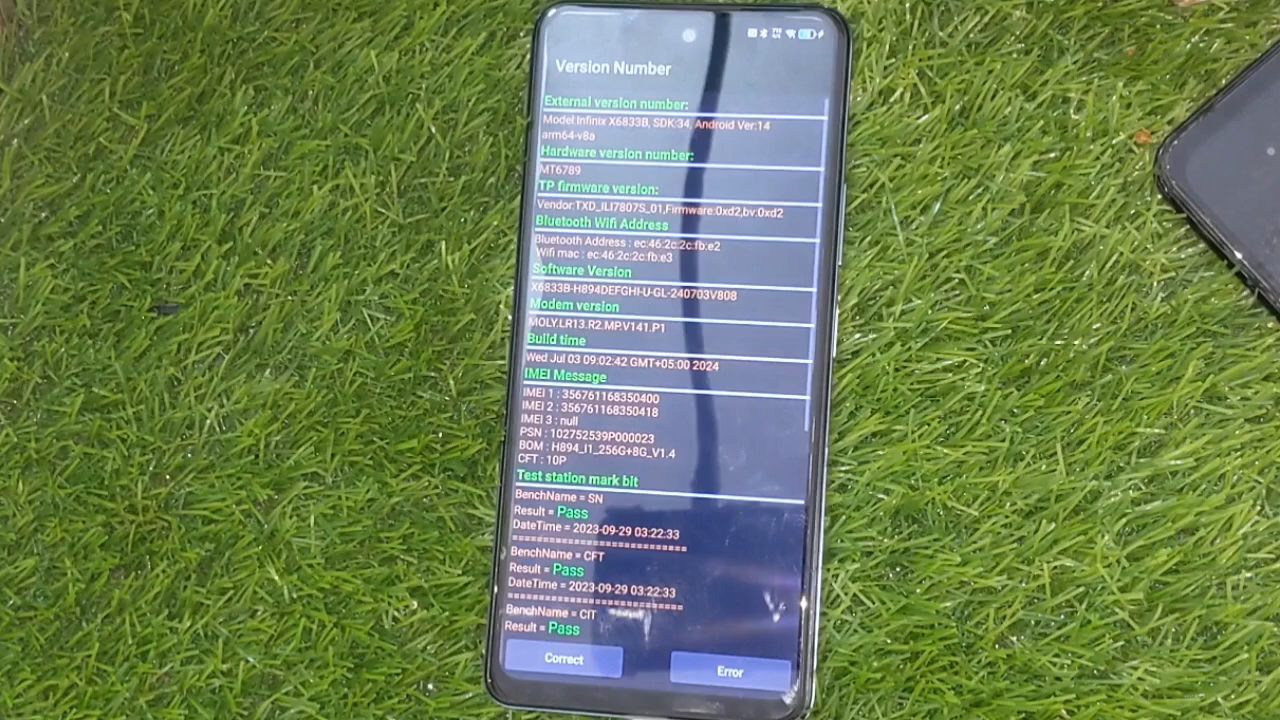 Version Number
External version number:
Model:Infinix X6833B, SDK:34, Android Ver:14
arm64-v8a
Hardware version number:
MT6789
TP firmware version:
Vendor:TXD_ILI7807S_01,Firmware:0xd2,bv:0xd2
Bluetooth Wifi Address
Bluetooth Address : ec:46:2c:2c:fb:e2
Wifi mac : ec:46:2c:2c:fb:e3
Software Version
X6833B-H894DEFGHI-U-GL-240703V808
Modem version
MOLY.LR13.R2.MP.V141.P1
Build time
Wed Jul 03 09:02:42 GMT+05:00 2024
IMEI Message
IMEI 1 : 356761168350400
IMEI 2 : 356761168350418
IMEI 3 : null
PSN : 102752539P000023
BOM : H894_I1_256G+8G_V1.4
CFT : 10P
Test station mark bit
BenchName = SN
Result = Pass
DateTime = 2023-09-29 03:22:33
==============================
BenchName = CFT
Result = Pass
DateTime = 2023-09-29 03:22:33
==============================
BenchName = CIT
Result = Pass
Correct
Error